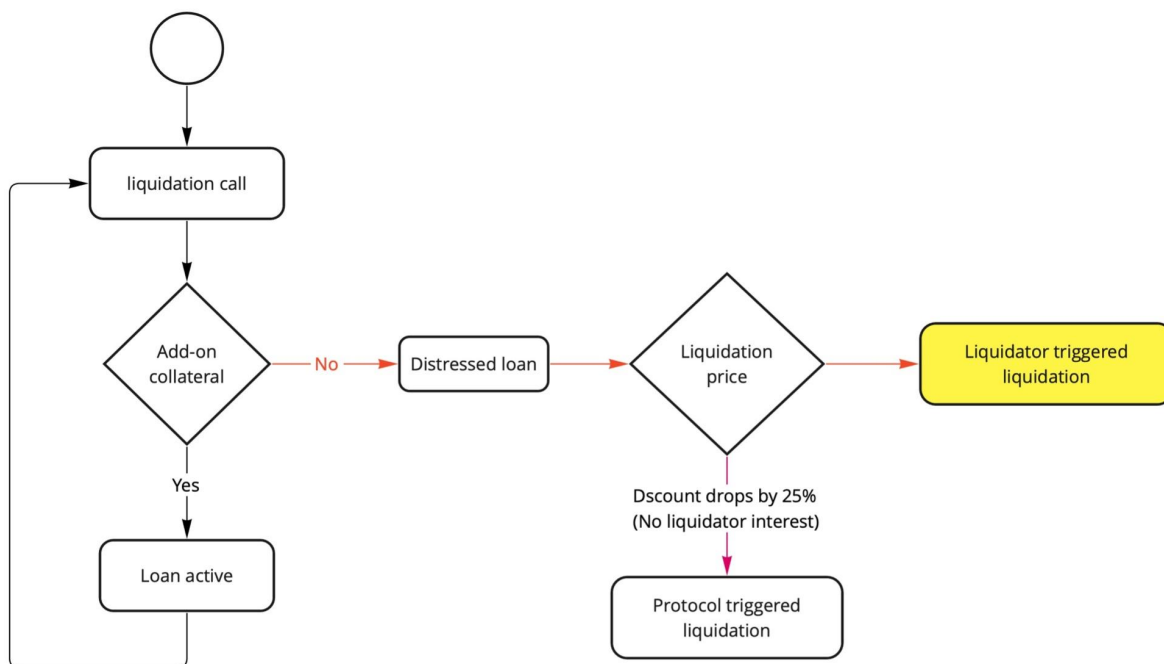 liquidation call
Add-on
collateral
No
Distressed loan
Liquidation
price
Liquidator triggered
liquidation
Yes
Dscount drops by 25%
(No liquidator interest)
Loan active
Protocol triggered
liquidation